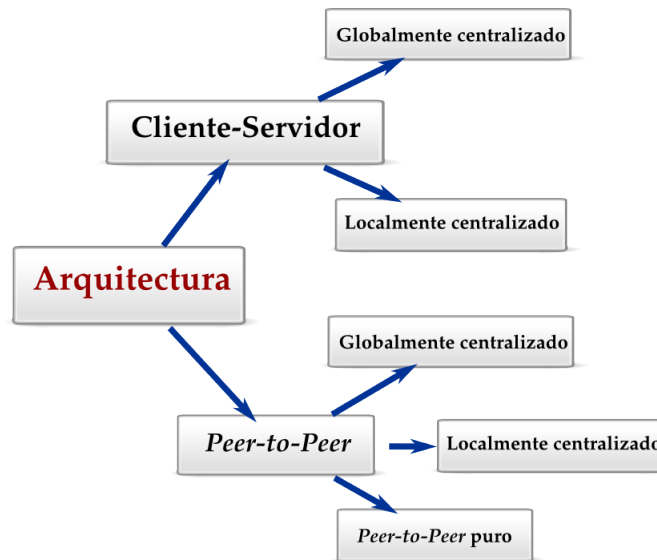 Globalmente centralizado
Cliente-Servidor
Localmente centralizado
Arquitectura
Globalmente centralizado
Peer-to-Peer
Localmente centralizado
Peer-to-Peer puro